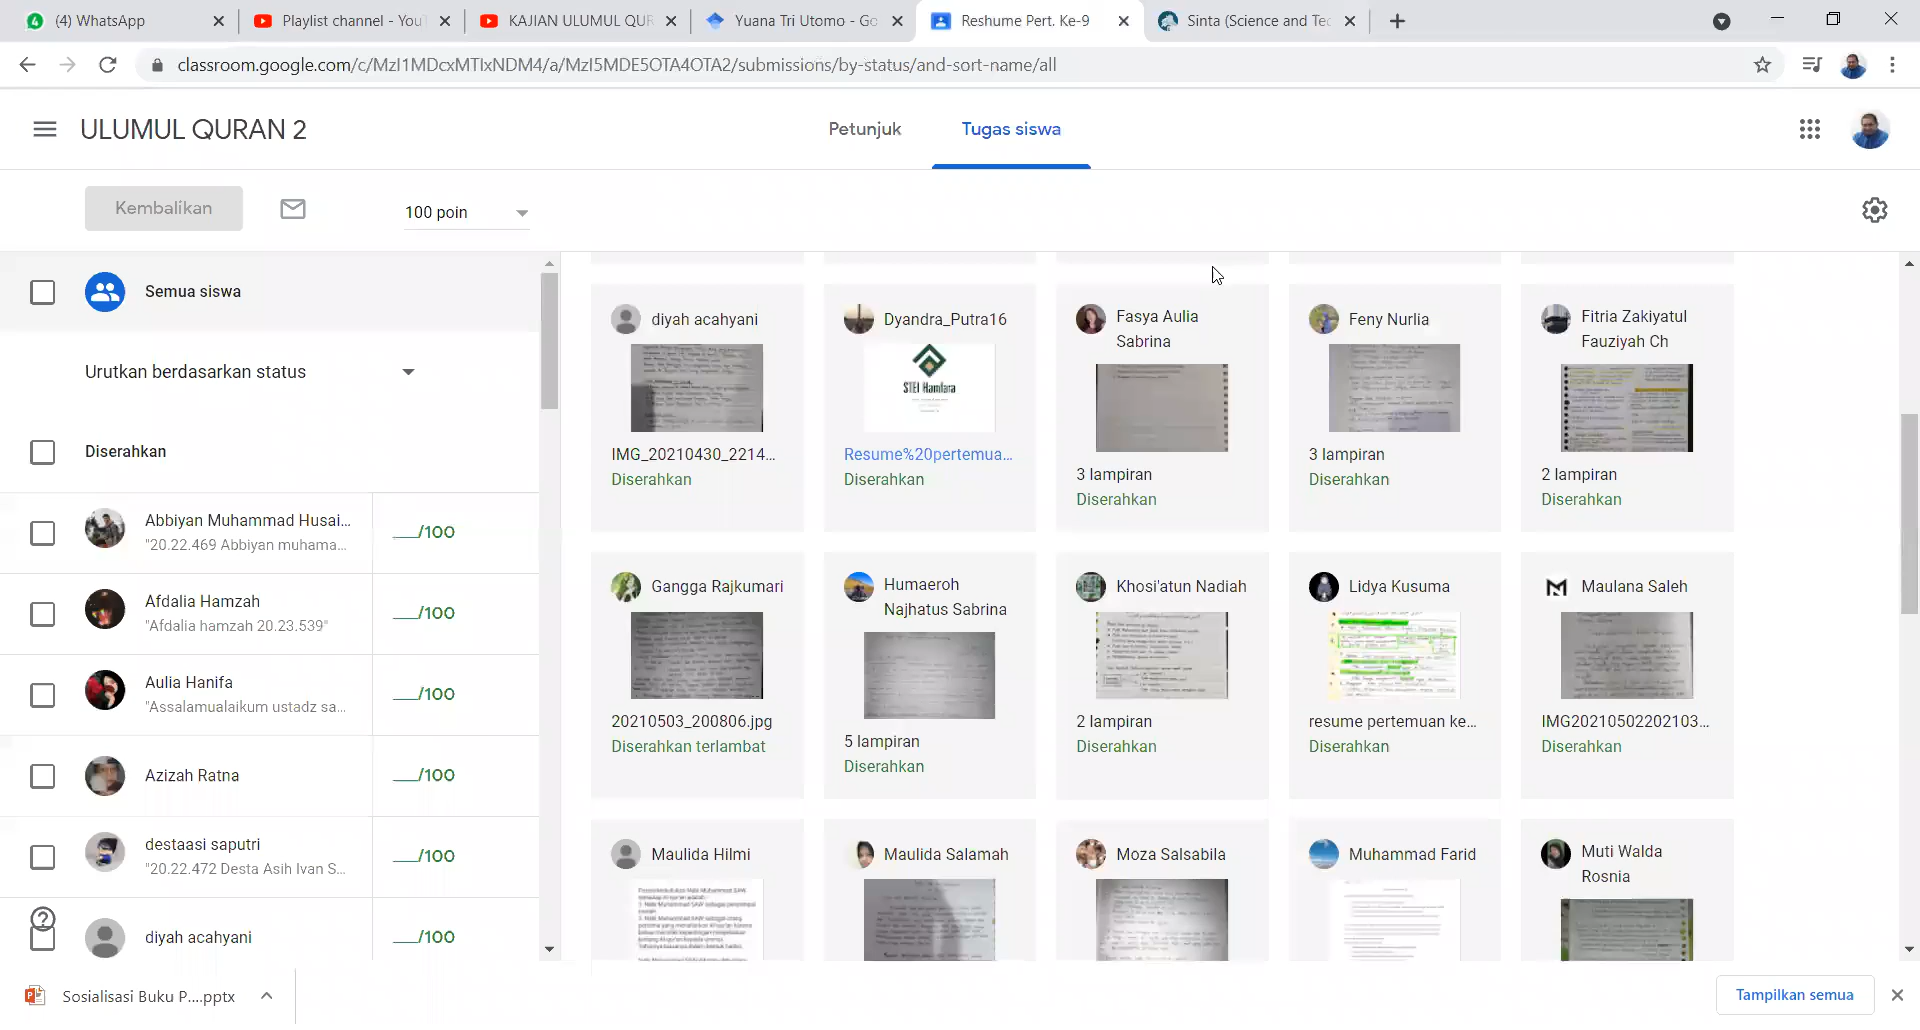 (4) WhatsApp
Playlist channel - YouT
KAJIAN ULUMUL QUR
Yuana Tri Utomo - Go
Reshume Pert. Ke-9
Sinta (Science and Tec
classroom.google.com/c/MzI1MDcxMTIxNDM4/a/MzI5MDE5OTA4OTA2/submissions/by-status/and-sort-name/all
ULUMUL QURAN 2
Petunjuk
Tugas siswa
Kembalikan
100 poin
Semua siswa
Urutkan berdasarkan status
Diserahkan
Abbiyan Muhammad Husai...
"20.22.469 Abbiyan muhama...
__/100
Afdalia Hamzah
"Afdalia hamzah 20.23.539"
__/100
Aulia Hanifa
"Assalamualaikum ustadz sa...
__/100
Azizah Ratna
__/100
destaasi saputri
"20.22.472 Desta Asih Ivan S...
__/100
diyah acahyani
__/100
diyah acahyani
IMG_20210430_2214...
Diserahkan
Dyandra_Putra16
STEI Hamfara
Resume%20pertemua...
Diserahkan
Fasya Aulia
Sabrina
3 lampiran
Diserahkan
Feny Nurlia
3 lampiran
Diserahkan
Fitria Zakiyatul
Fauziyah Ch
2 lampiran
Diserahkan
Gangga Rajkumari
20210503_200806.jpg
Diserahkan terlambat
Humaeroh
Najhatus Sabrina
5 lampiran
Diserahkan
Khosi'atun Nadiah
2 lampiran
Diserahkan
Lidya Kusuma
resume pertemuan ke...
Diserahkan
Maulana Saleh
IMG20210502202103...
Diserahkan
Maulida Hilmi
Maulida Salamah
Moza Salsabila
Muhammad Farid
Muti Walda
Rosnia
Sosialisasi Buku P....pptx
Tampilkan semua